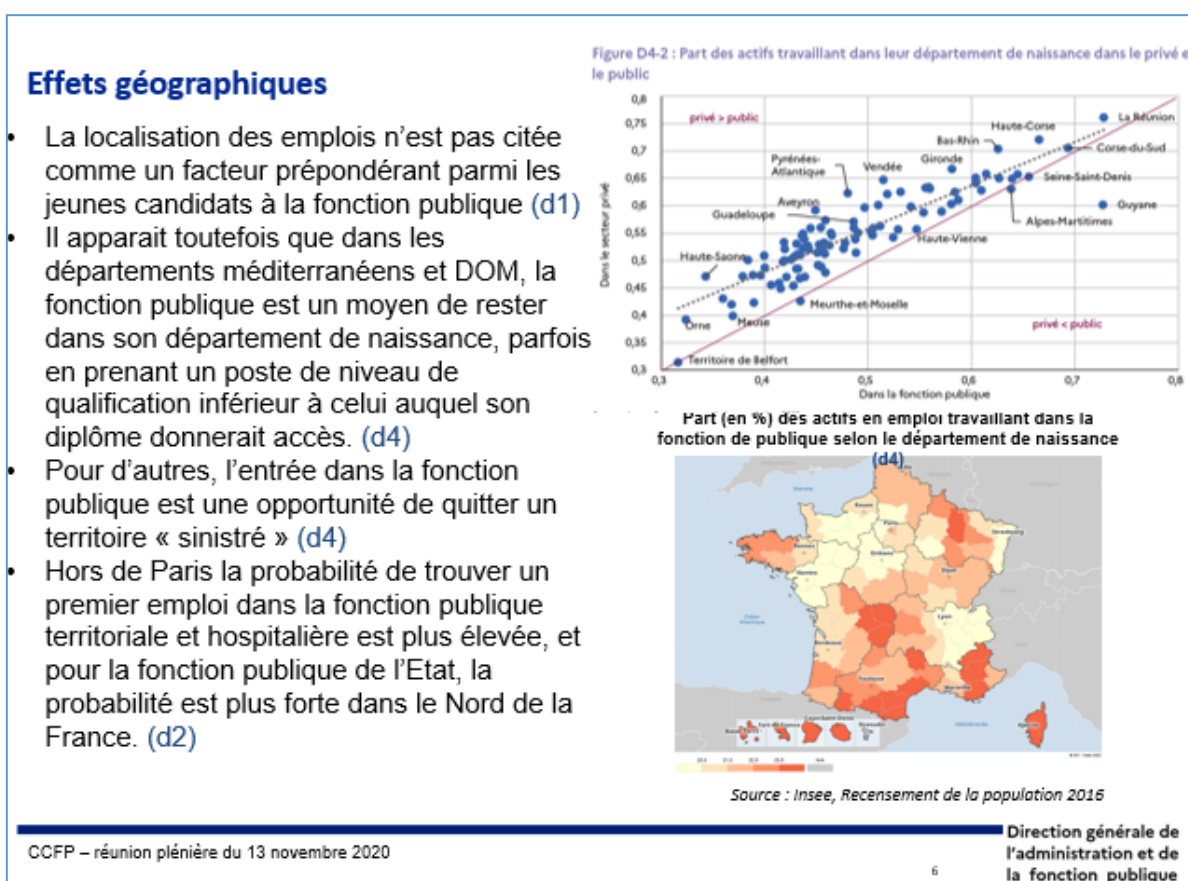 Effets géographiques
• La localisation des emplois n’est pas citée
comme un facteur prépondérant parmi les
jeunes candidats à la fonction publique (d1)
• Il apparait toutefois que dans les
départements méditerranéens et DOM, la
fonction publique est un moyen de rester
dans son département de naissance, parfois
en prenant un poste de niveau de
qualification inférieur à celui auquel son
diplôme donnerait accès. (d4)
• Pour d’autres, l’entrée dans la fonction
publique est une opportunité de quitter un
territoire « sinistré » (d4)
• Hors de Paris la probabilité de trouver un
premier emploi dans la fonction publique
territoriale et hospitalière est plus élevée, et
pour la fonction publique de l’Etat, la
probabilité est plus forte dans le Nord de la
France. (d2)
Figure D4-2 : Part des actifs travaillant dans leur département de naissance dans le privé e
le public
0,8
0,75
0,7
0,65
0,6
0,55
0,5
0,45
0,4
0,35
0,3
Dans le secteur privé
privé > public
La Réunion
Haute-Corse
Bas-Rhin
Corse-du-Sud
Gironde
Vendée
Pyrénées-
Atlantique
Seine-Saint-Denis
Aveyron
Guyane
Guadeloupe
Alpes-Martitimes
Haute-Vienne
Haute-Saone
Meurthe-et-Moselle
privé < public
Orne
Meuse
Territoire de Belfort
0,3 0,4 0,5 0,6 0,7 0,8
Dans la fonction publique
Part (en %) des actifs en emploi travaillant dans la
fonction de publique selon le département de naissance
(d4)
Rouen
Paris
Strasbourg
Rennes
Orléans
Nantes
Dijon
Lyon
Bordeaux
Toulouse
Marseille
Ajaccio
Source : Insee, Recensement de la population 2016
CCFP – réunion plénière du 13 novembre 2020
6
Direction générale de
l’administration et de
la fonction publique